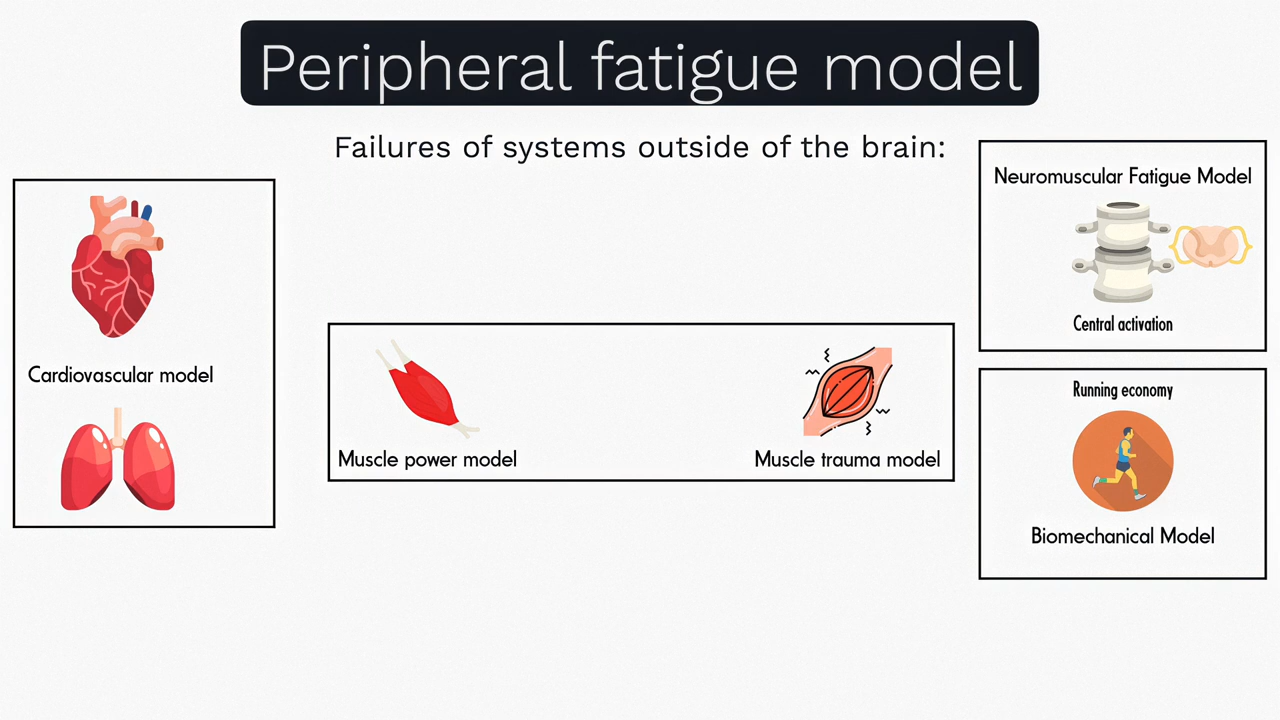 Peripheral fatigue model
Failures of systems outside of the brain:
Cardiovascular model
Muscle power model
Muscle trauma model
Neuromuscular Fatigue Model
Central activation
Running economy
Biomechanical Model